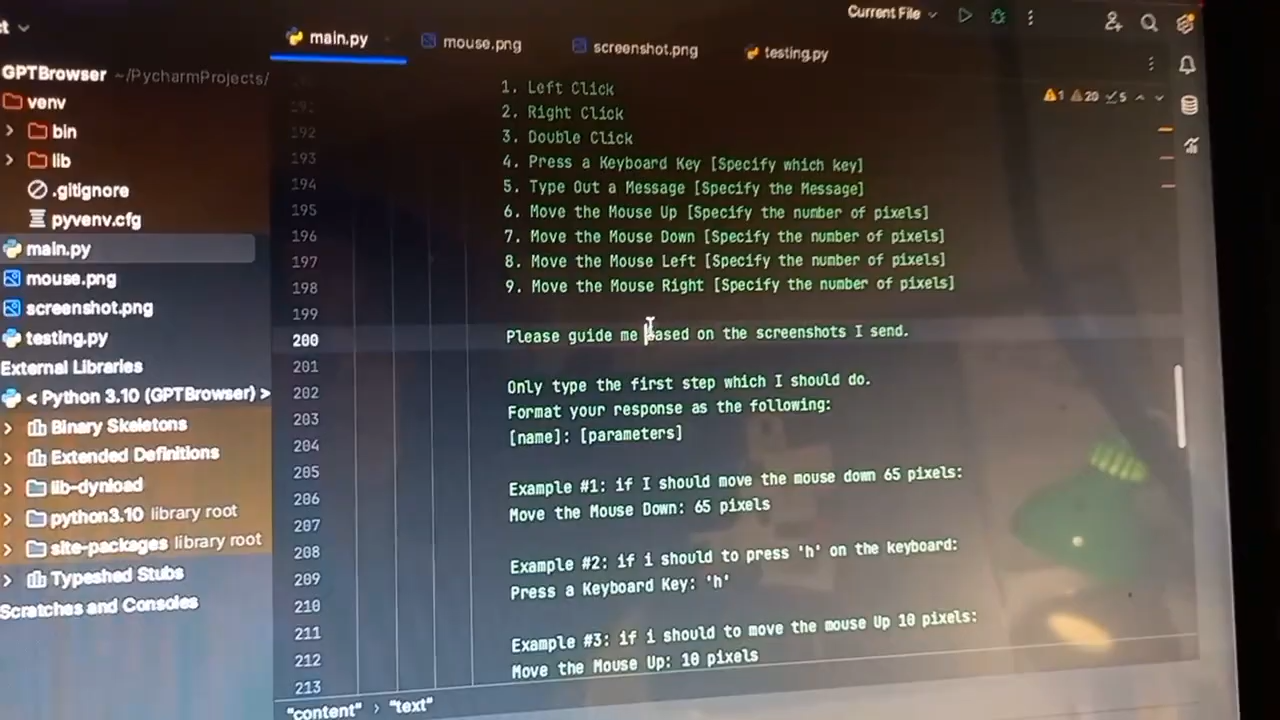 Current File
main.py
mouse.png
screenshot.png
testing.py
GPTBrowser ~/PycharmProjects/
venv
bin
lib
.gitignore
pyvenv.cfg
main.py
mouse.png
screenshot.png
testing.py
External Libraries
< Python 3.10 (GPTBrowser) >
Binary Skeletons
Extended Definitions
lib-dynload
python3.10 library root
site-packages library root
Typeshed Stubs
Scratches and Consoles
1 20 5
1. Left Click
192 2. Right Click
3. Double Click
193 4. Press a Keyboard Key [Specify which key]
194 5. Type Out a Message [Specify the Message]
195 6. Move the Mouse Up [Specify the number of pixels]
196 7. Move the Mouse Down [Specify the number of pixels]
197 8. Move the Mouse Left [Specify the number of pixels]
198 9. Move the Mouse Right [Specify the number of pixels]
199
200 Please guide me based on the screenshots I send.
201
202 Only type the first step which I should do.
203 Format your response as the following:
204 [name]: [parameters]
205
206 Example #1: if I should move the mouse down 65 pixels:
207 Move the Mouse Down: 65 pixels
208
209 Example #2: if i should to press 'h' on the keyboard:
210 Press a Keyboard Key: 'h'
211
212 Example #3: if i should to move the mouse Up 10 pixels:
213 Move the Mouse Up: 10 pixels
"content" > "text"